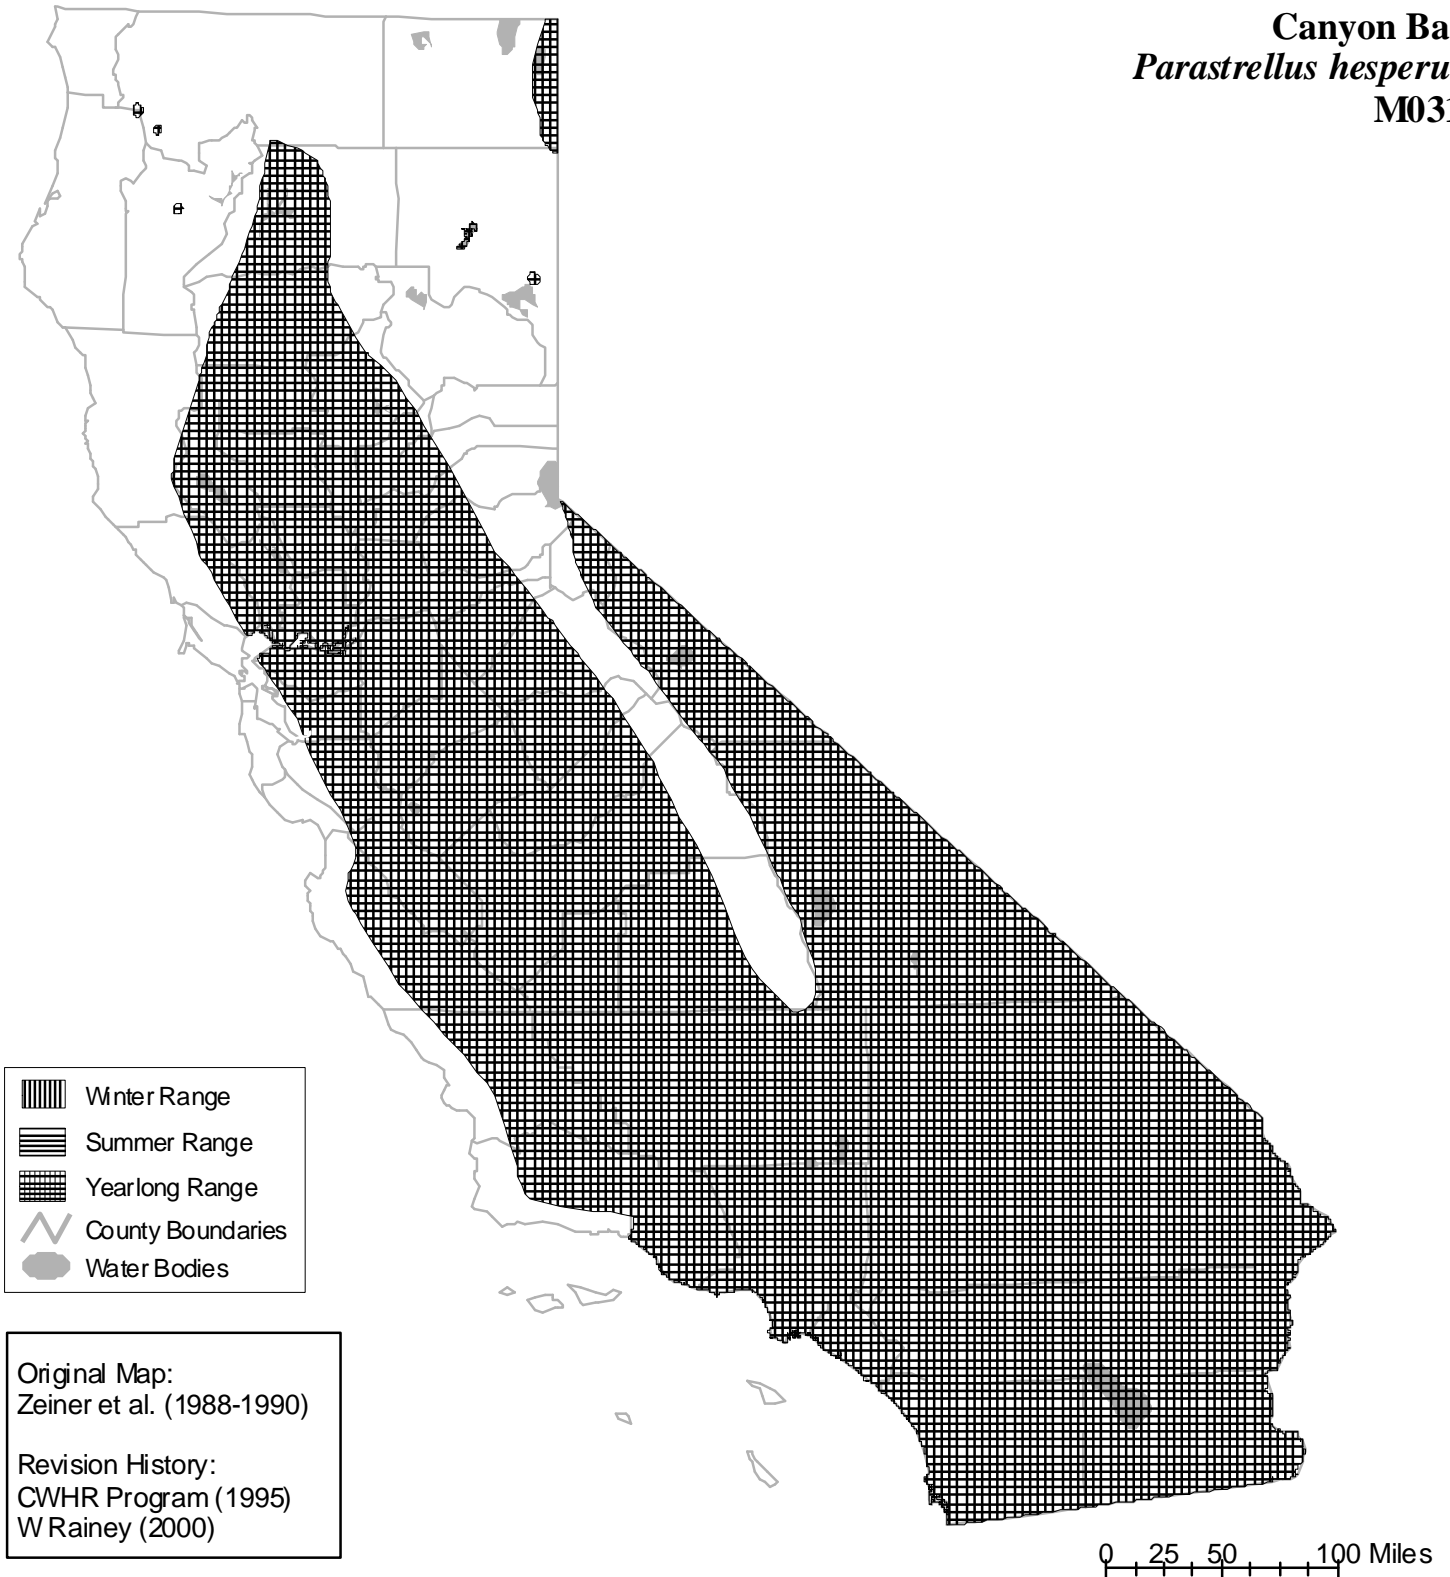 Canyon Ba
Parastrellus hesperu
M031
Winter Range
Summer Range
Yearlong Range
County Boundaries
Water Bodies
Original Map:
Zeiner et al. (1988-1990)
Revision History:
CWHR Program (1995)
W Rainey (2000)
0 25 50 100 Miles